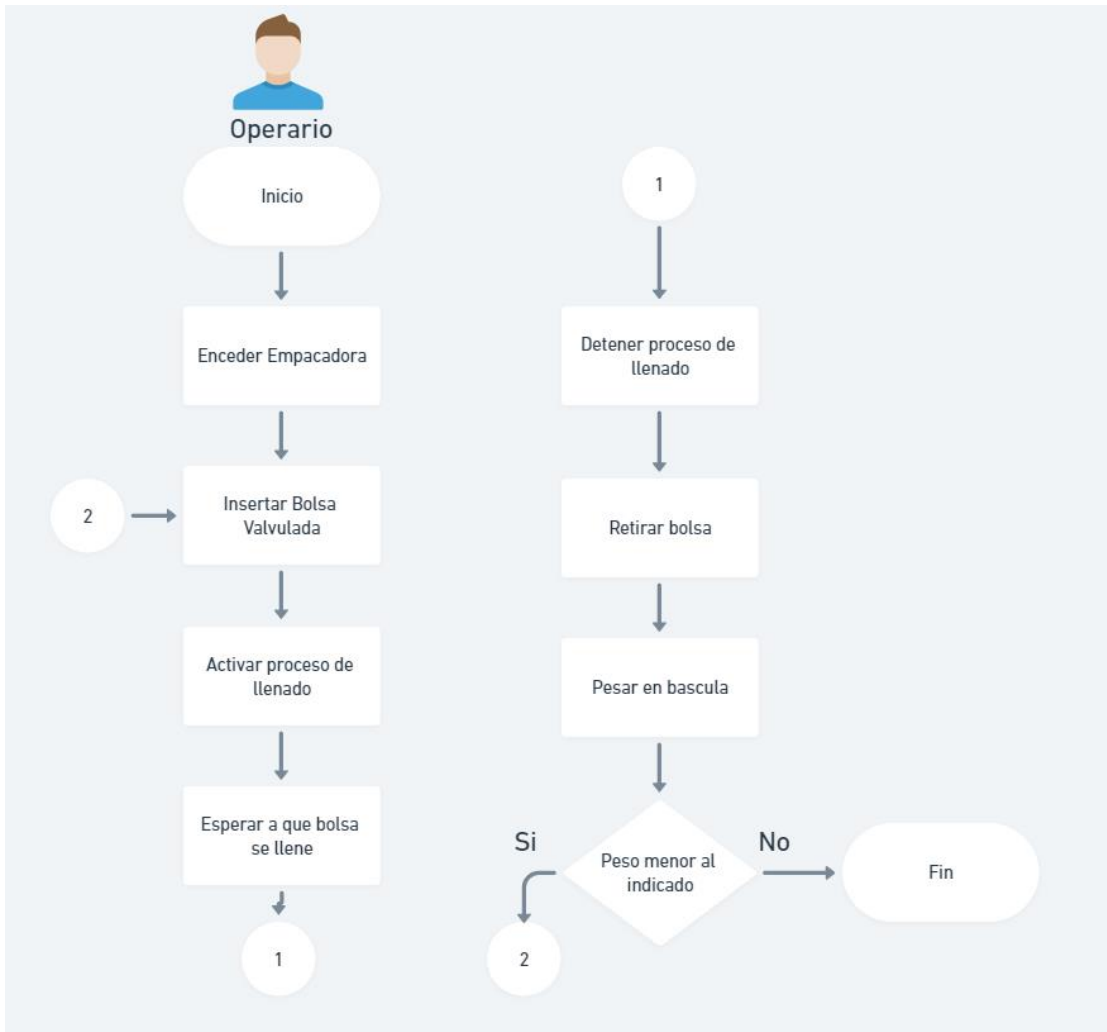 Operario
Inicio
Enceder Empacadora
2
Insertar Bolsa
Valvulada
Activar proceso de
llenado
Esperar a que bolsa
se llene
1
1
Detener proceso de
llenado
Retirar bolsa
Pesar en bascula
Peso menor al
indicado
Si
2
No
Fin